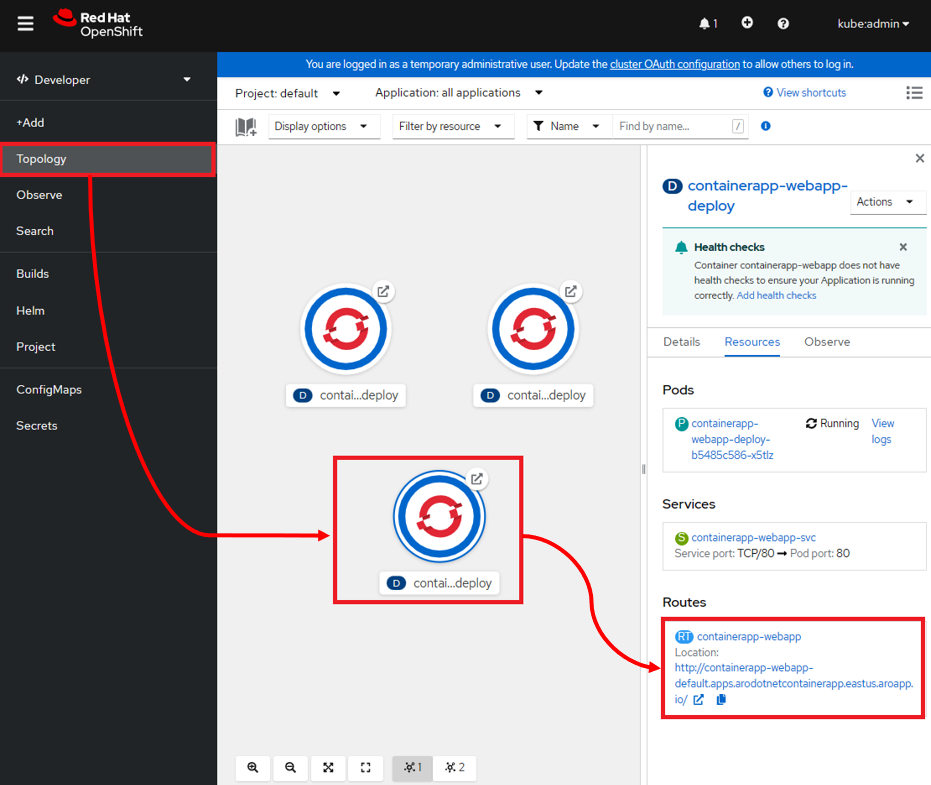 Red Hat
OpenShift
1
kube:admin
Developer
+Add
Topology
Observe
Search
Builds
Helm
Project
ConfigMaps
Secrets
You are logged in as a temporary administrative user. Update the cluster OAuth configuration to allow others to log in.
Project: default
Application: all applications
View shortcuts
Display options
Filter by resource
Name
Find by name...
/
D contai...deploy
D contai...deploy
D contai...deploy
1
2
D containerapp-webapp-
deploy
Actions
Health checks
Container containerapp-webapp does not have
health checks to ensure your Application is running
correctly. Add health checks
Details
Resources
Observe
Pods
P containerapp-
webapp-deploy-
b5485c586-x5tlz
Running
View
logs
Services
S containerapp-webapp-svc
Service port: TCP/80 → Pod port: 80
Routes
RT containerapp-webapp
Location:
http://containerapp-webapp-
default.apps.arodotnetcontainerapp.eastus.aroapp.
io/